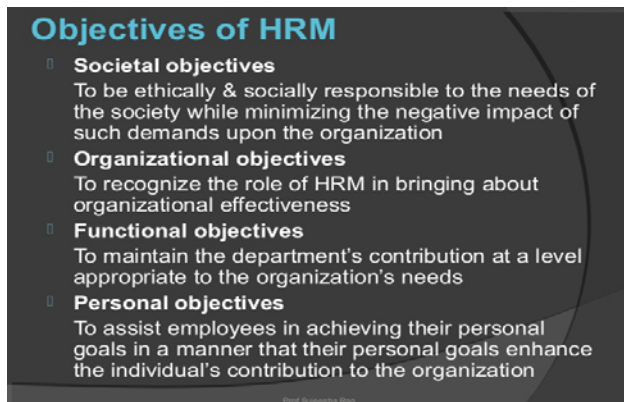 Objectives of HRM
Societal objectives
To be ethically & socially responsible to the needs of
the society while minimizing the negative impact of
such demands upon the organization
Organizational objectives
To recognize the role of HRM in bringing about
organizational effectiveness
Functional objectives
To maintain the department's contribution at a level
appropriate to the organization's needs
Personal objectives
To assist employees in achieving their personal
goals in a manner that their personal goals enhance
the individual's contribution to the organization
Prof